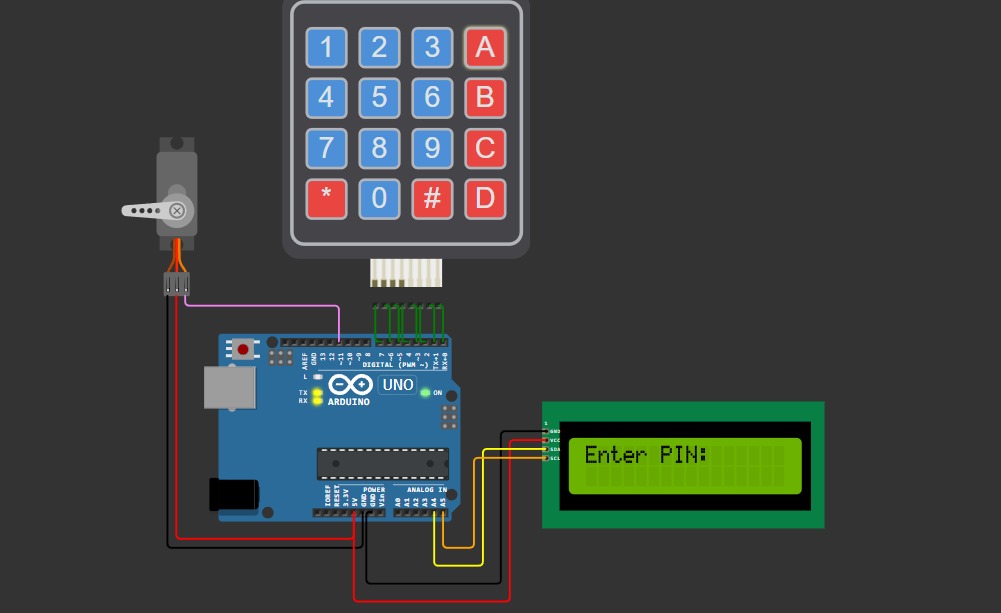 1 2 3 A
4 5 6 B
7 8 9 C
* 0 # D
AREF
GND
13
12
~11
~10
~9
8
7
~6
~5
4
~3
2
TX→1
RX←0
DIGITAL (PWM ~)
L
TX
RX
UNO
ON
ARDUINO
1
GND
VCC
SDA
SCL
Enter PIN:
POWER
ANALOG IN
IOREF
RESET
3.3V
5V
GND
GND
Vin
A0
A1
A2
A3
A4
A5